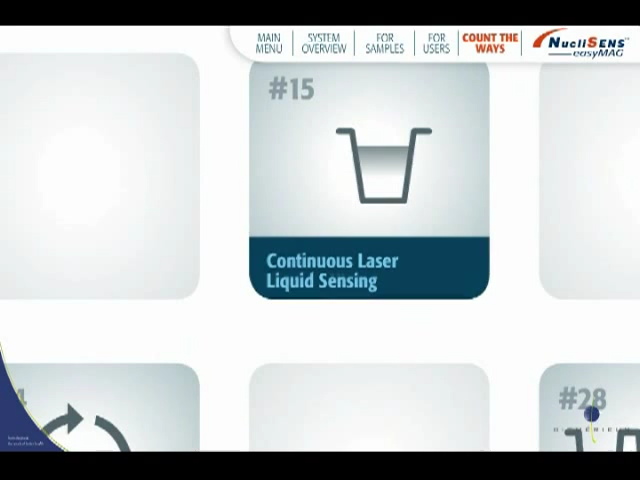 MAIN
MENU
SYSTEM
OVERVIEW
FOR
SAMPLES
FOR
USERS
COUNT THE
WAYS
NucliSENS
easyMAG
#15
Continuous Laser
Liquid Sensing
#28